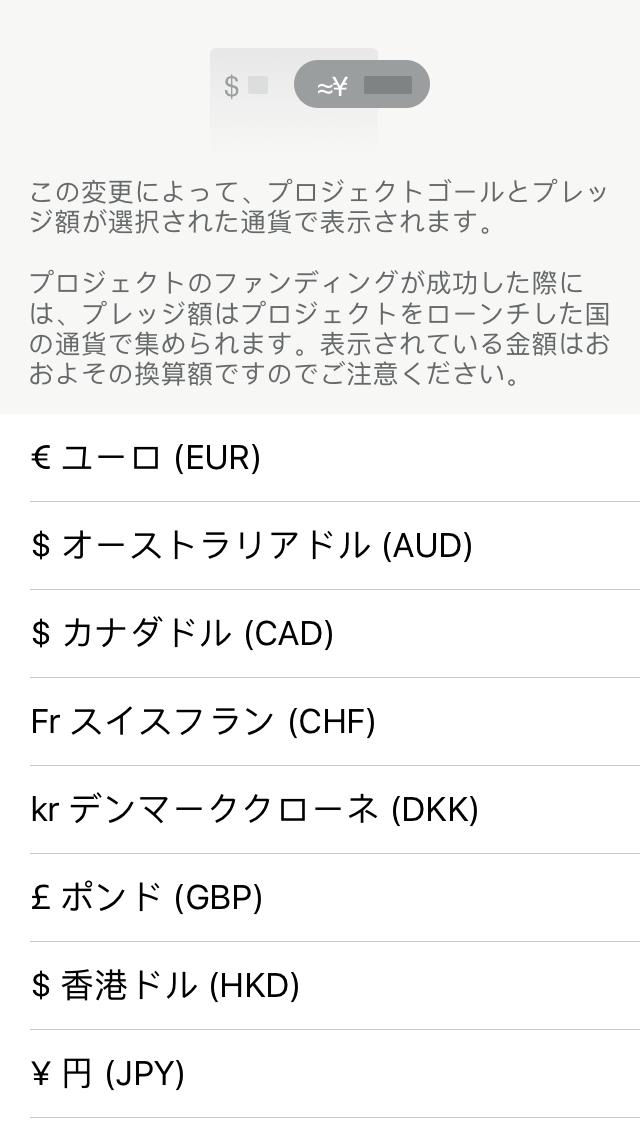 $ ≈¥
この変更によって、プロジェクトゴールとプレッ
ジ額が選択された通貨で表示されます。
プロジェクトのファンディングが成功した際に
は、プレッジ額はプロジェクトをローンチした国
の通貨で集められます。表示されている金額はお
およその換算額ですのでご注意ください。
€ ユーロ (EUR)
$ オーストラリアドル (AUD)
$ カナダドル (CAD)
Fr スイスフラン (CHF)
kr デンマーククローネ (DKK)
£ ポンド (GBP)
$ 香港ドル (HKD)
¥ 円 (JPY)